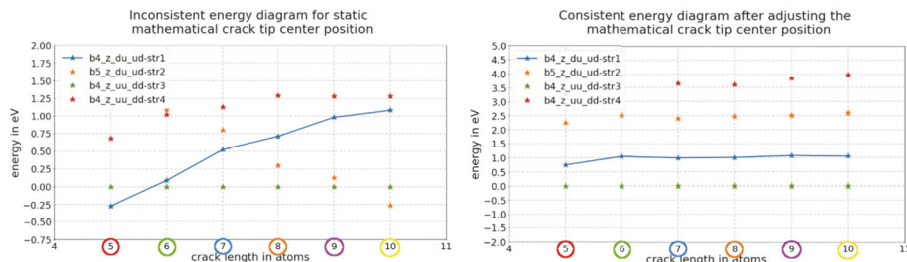 Inconsistent energy diagram for static
mathematical crack tip center position
2.00
1.75
1.50
1.25
1.00
0.75
0.50
0.25
0.00
−0.25
−0.50
−0.75
energy in eV
b4_z_du_ud-str1
b5_z_du_ud-str2
b4_z_uu_dd-str3
b4_z_uu_dd-str4
4 5 6 7 8 9 10 11
crack length in atoms
Consistent energy diagram after adjusting the
mathematical crack tip center position
5.0
4.5
4.0
3.5
3.0
2.5
2.0
1.5
1.0
0.5
0.0
−0.5
−1.0
−1.5
−2.0
energy in eV
b4_z_du_ud-str1
b5_z_du_ud-str2
b4_z_uu_dd-str3
b4_z_uu_dd-str4
4 5 6 7 8 9 10 11
crack length in atoms